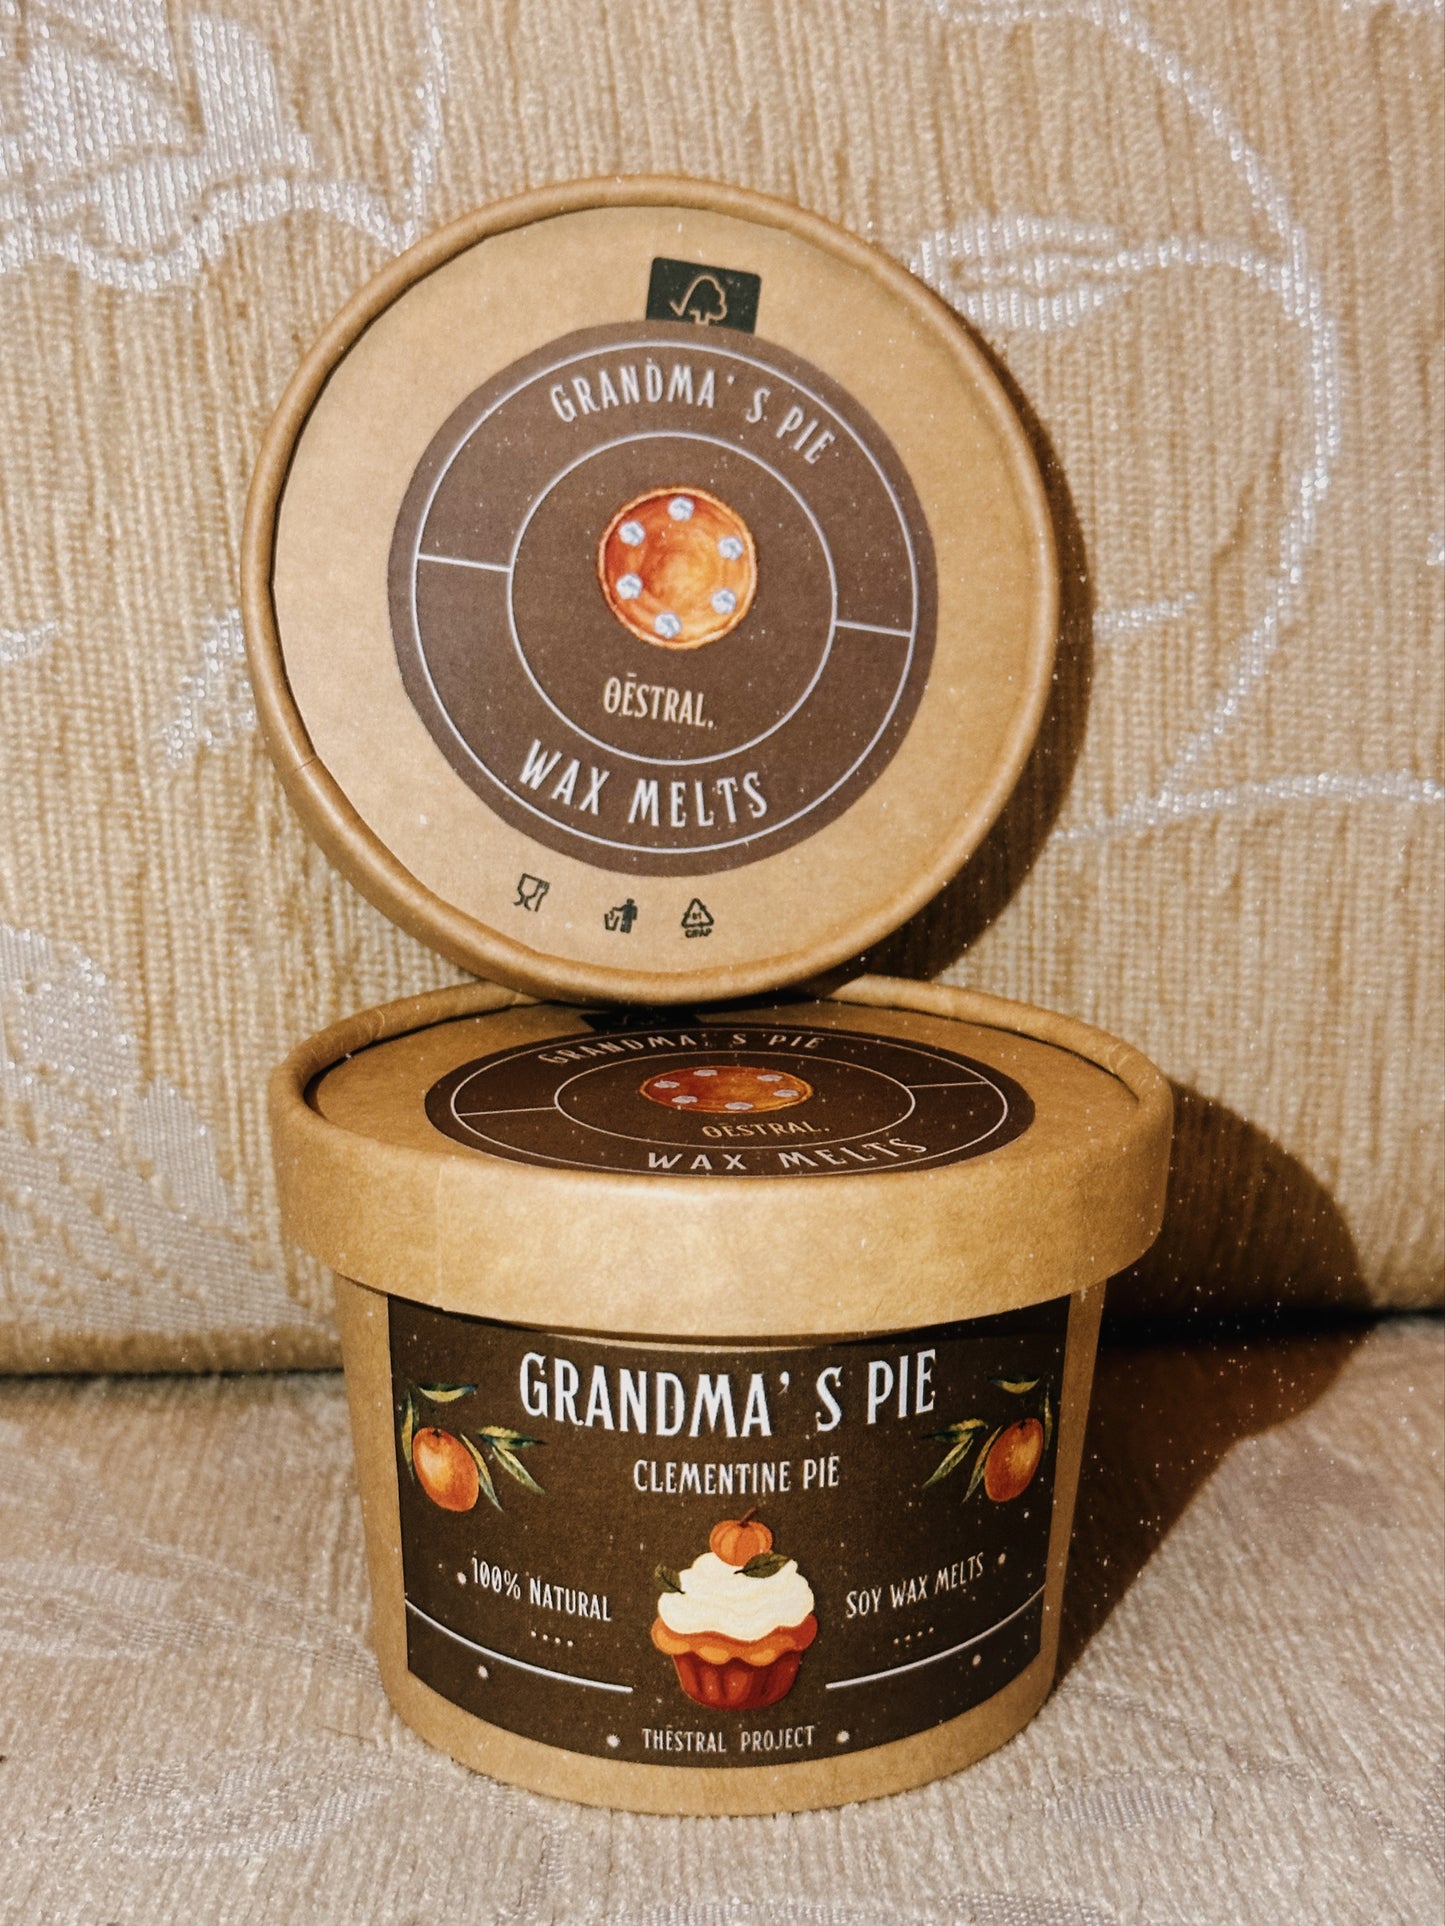 GRANDMA' S PIE
ΘĒSTRAL.
WAX MELTS
GRANDMA' S PIE
ΘĒSTRAL.
WAX MELTS
GRANDMA' S PIE
CLEMENTINE PIE
100% NATURAL
SOY WAX MELTS
THĒSTRAL PROJECT